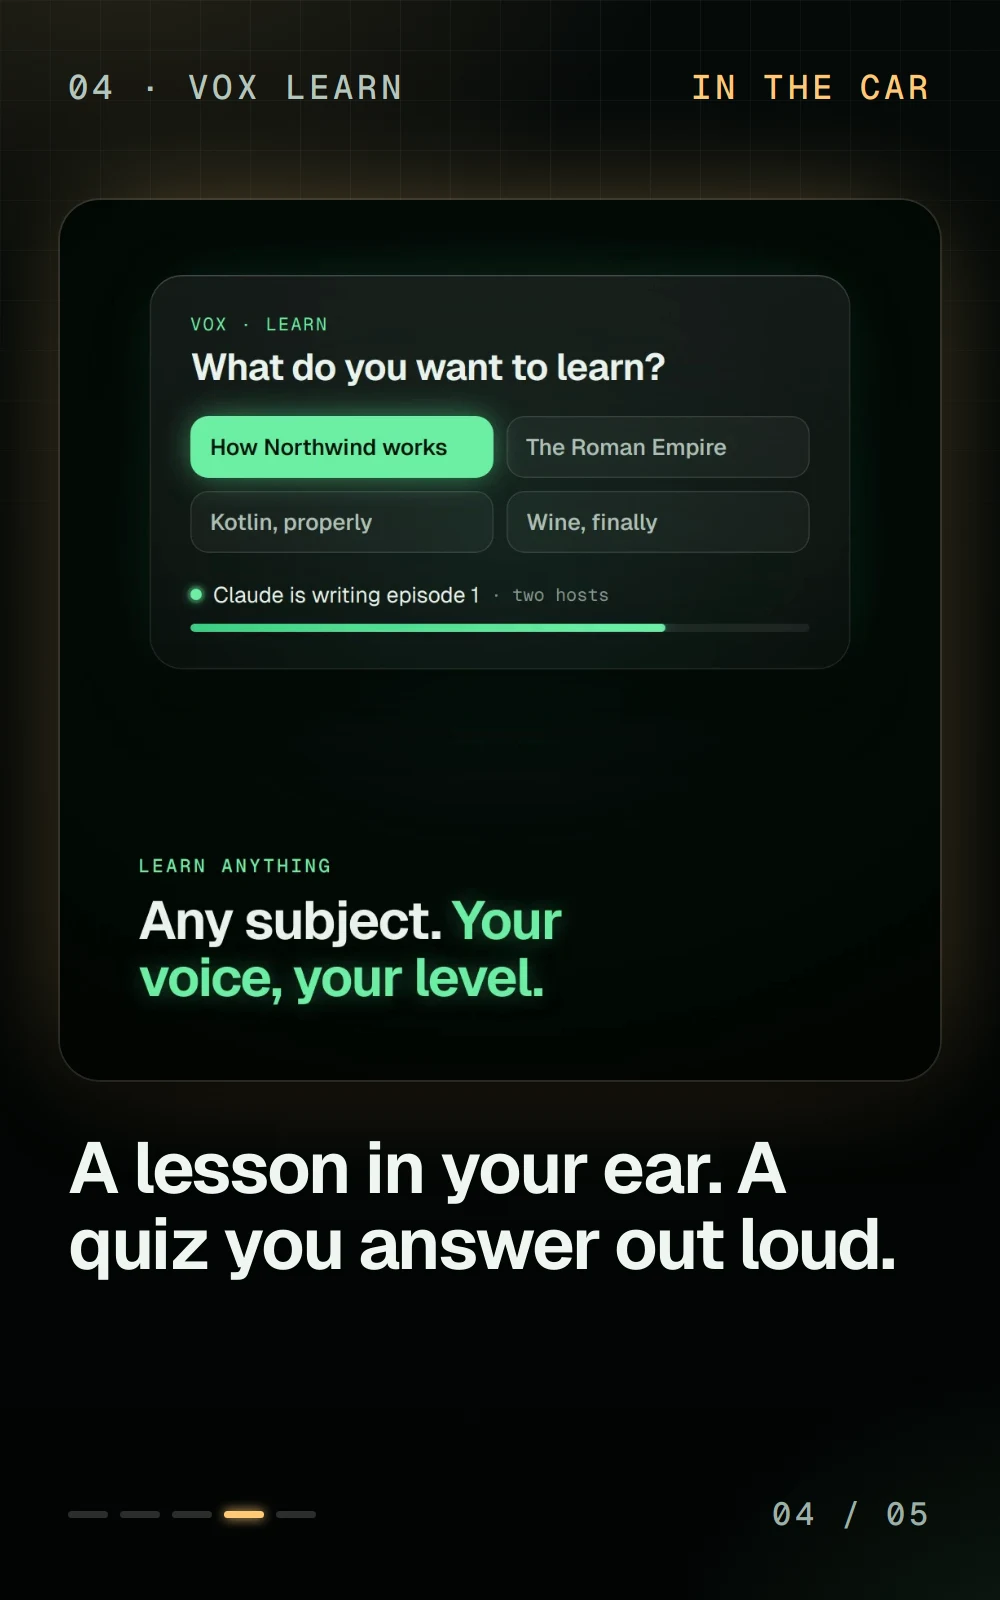 04 · VOX LEARN
IN THE CAR
VOX · LEARN
What do you want to learn?
How Northwind works
The Roman Empire
Kotlin, properly
Wine, finally
Claude is writing episode 1 · two hosts
LEARN ANYTHING
Any subject. Your
voice, your level.
A lesson in your ear. A
quiz you answer out loud.
04 / 05